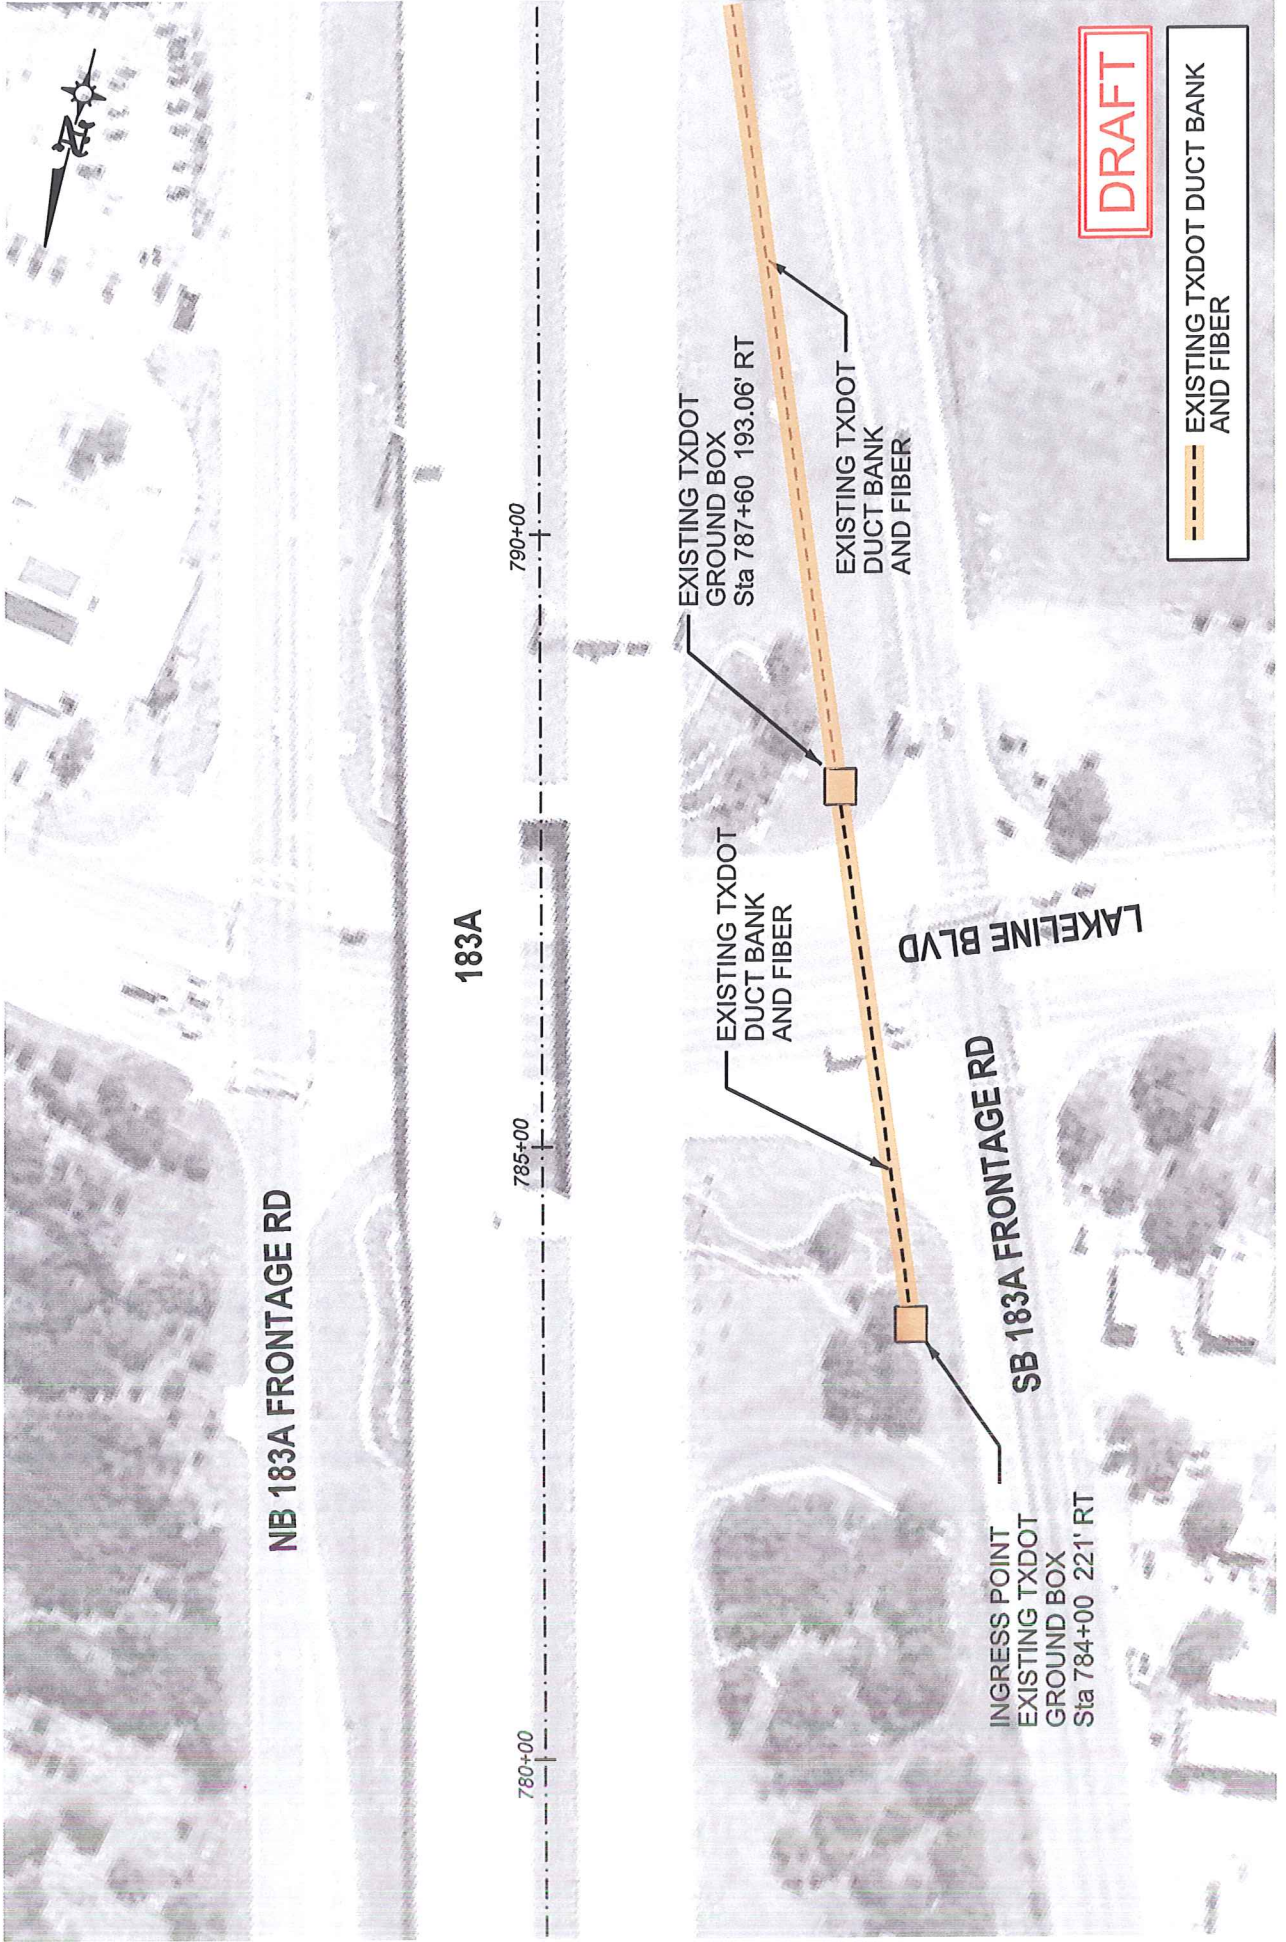 NB 183A FRONTAGE RD
183A
780+00
785+00
790+00
EXISTING TXDOT
GROUND BOX
Sta 787+60 193.06' RT
EXISTING TXDOT
DUCT BANK
AND FIBER
EXISTING TXDOT
DUCT BANK
AND FIBER
LAKELINE BLVD
SB 183A FRONTAGE RD
INGRESS POINT
EXISTING TXDOT
GROUND BOX
Sta 784+00 221' RT
DRAFT
EXISTING TXDOT DUCT BANK
AND FIBER
N